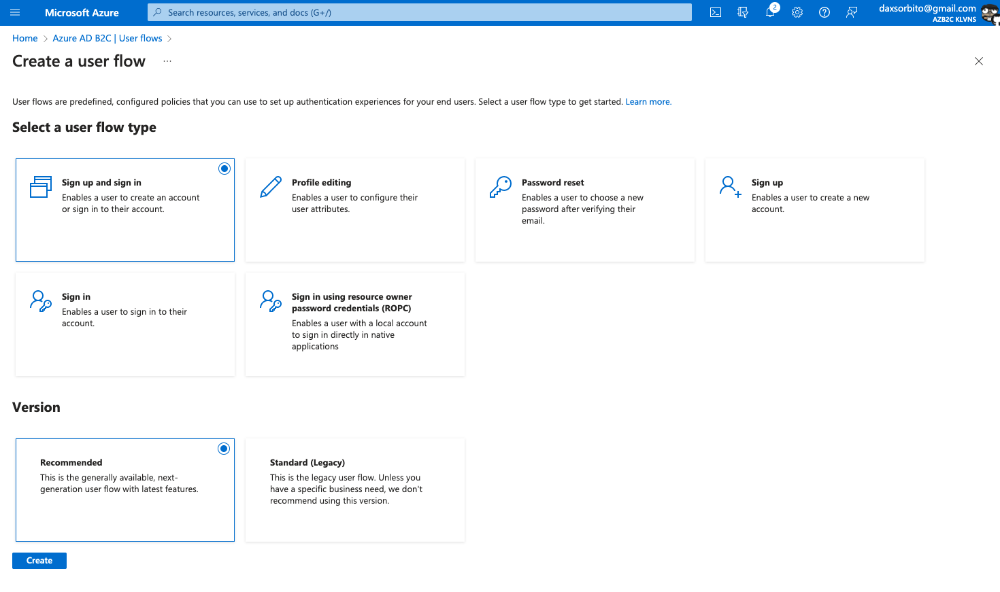 Microsoft Azure
Search resources, services, and docs (G+/)
2
daxsorbito@gmail.com
AZB2C KLVNS
Home > Azure AD B2C | User flows >
Create a user flow ...
User flows are predefined, configured policies that you can use to set up authentication experiences for your end users. Select a user flow type to get started. Learn more.
Select a user flow type
Sign up and sign in
Enables a user to create an account
or sign in to their account.
Profile editing
Enables a user to configure their
user attributes.
Password reset
Enables a user to choose a new
password after verifying their
email.
Sign up
Enables a user to create a new
account.
Sign in
Enables a user to sign in to their
account.
Sign in using resource owner
password credentials (ROPC)
Enables a user with a local account
to sign in directly in native
applications
Version
Recommended
This is the generally available, next-
generation user flow with latest features.
Standard (Legacy)
This is the legacy user flow. Unless you
have a specific business need, we don't
recommend using this version.
Create